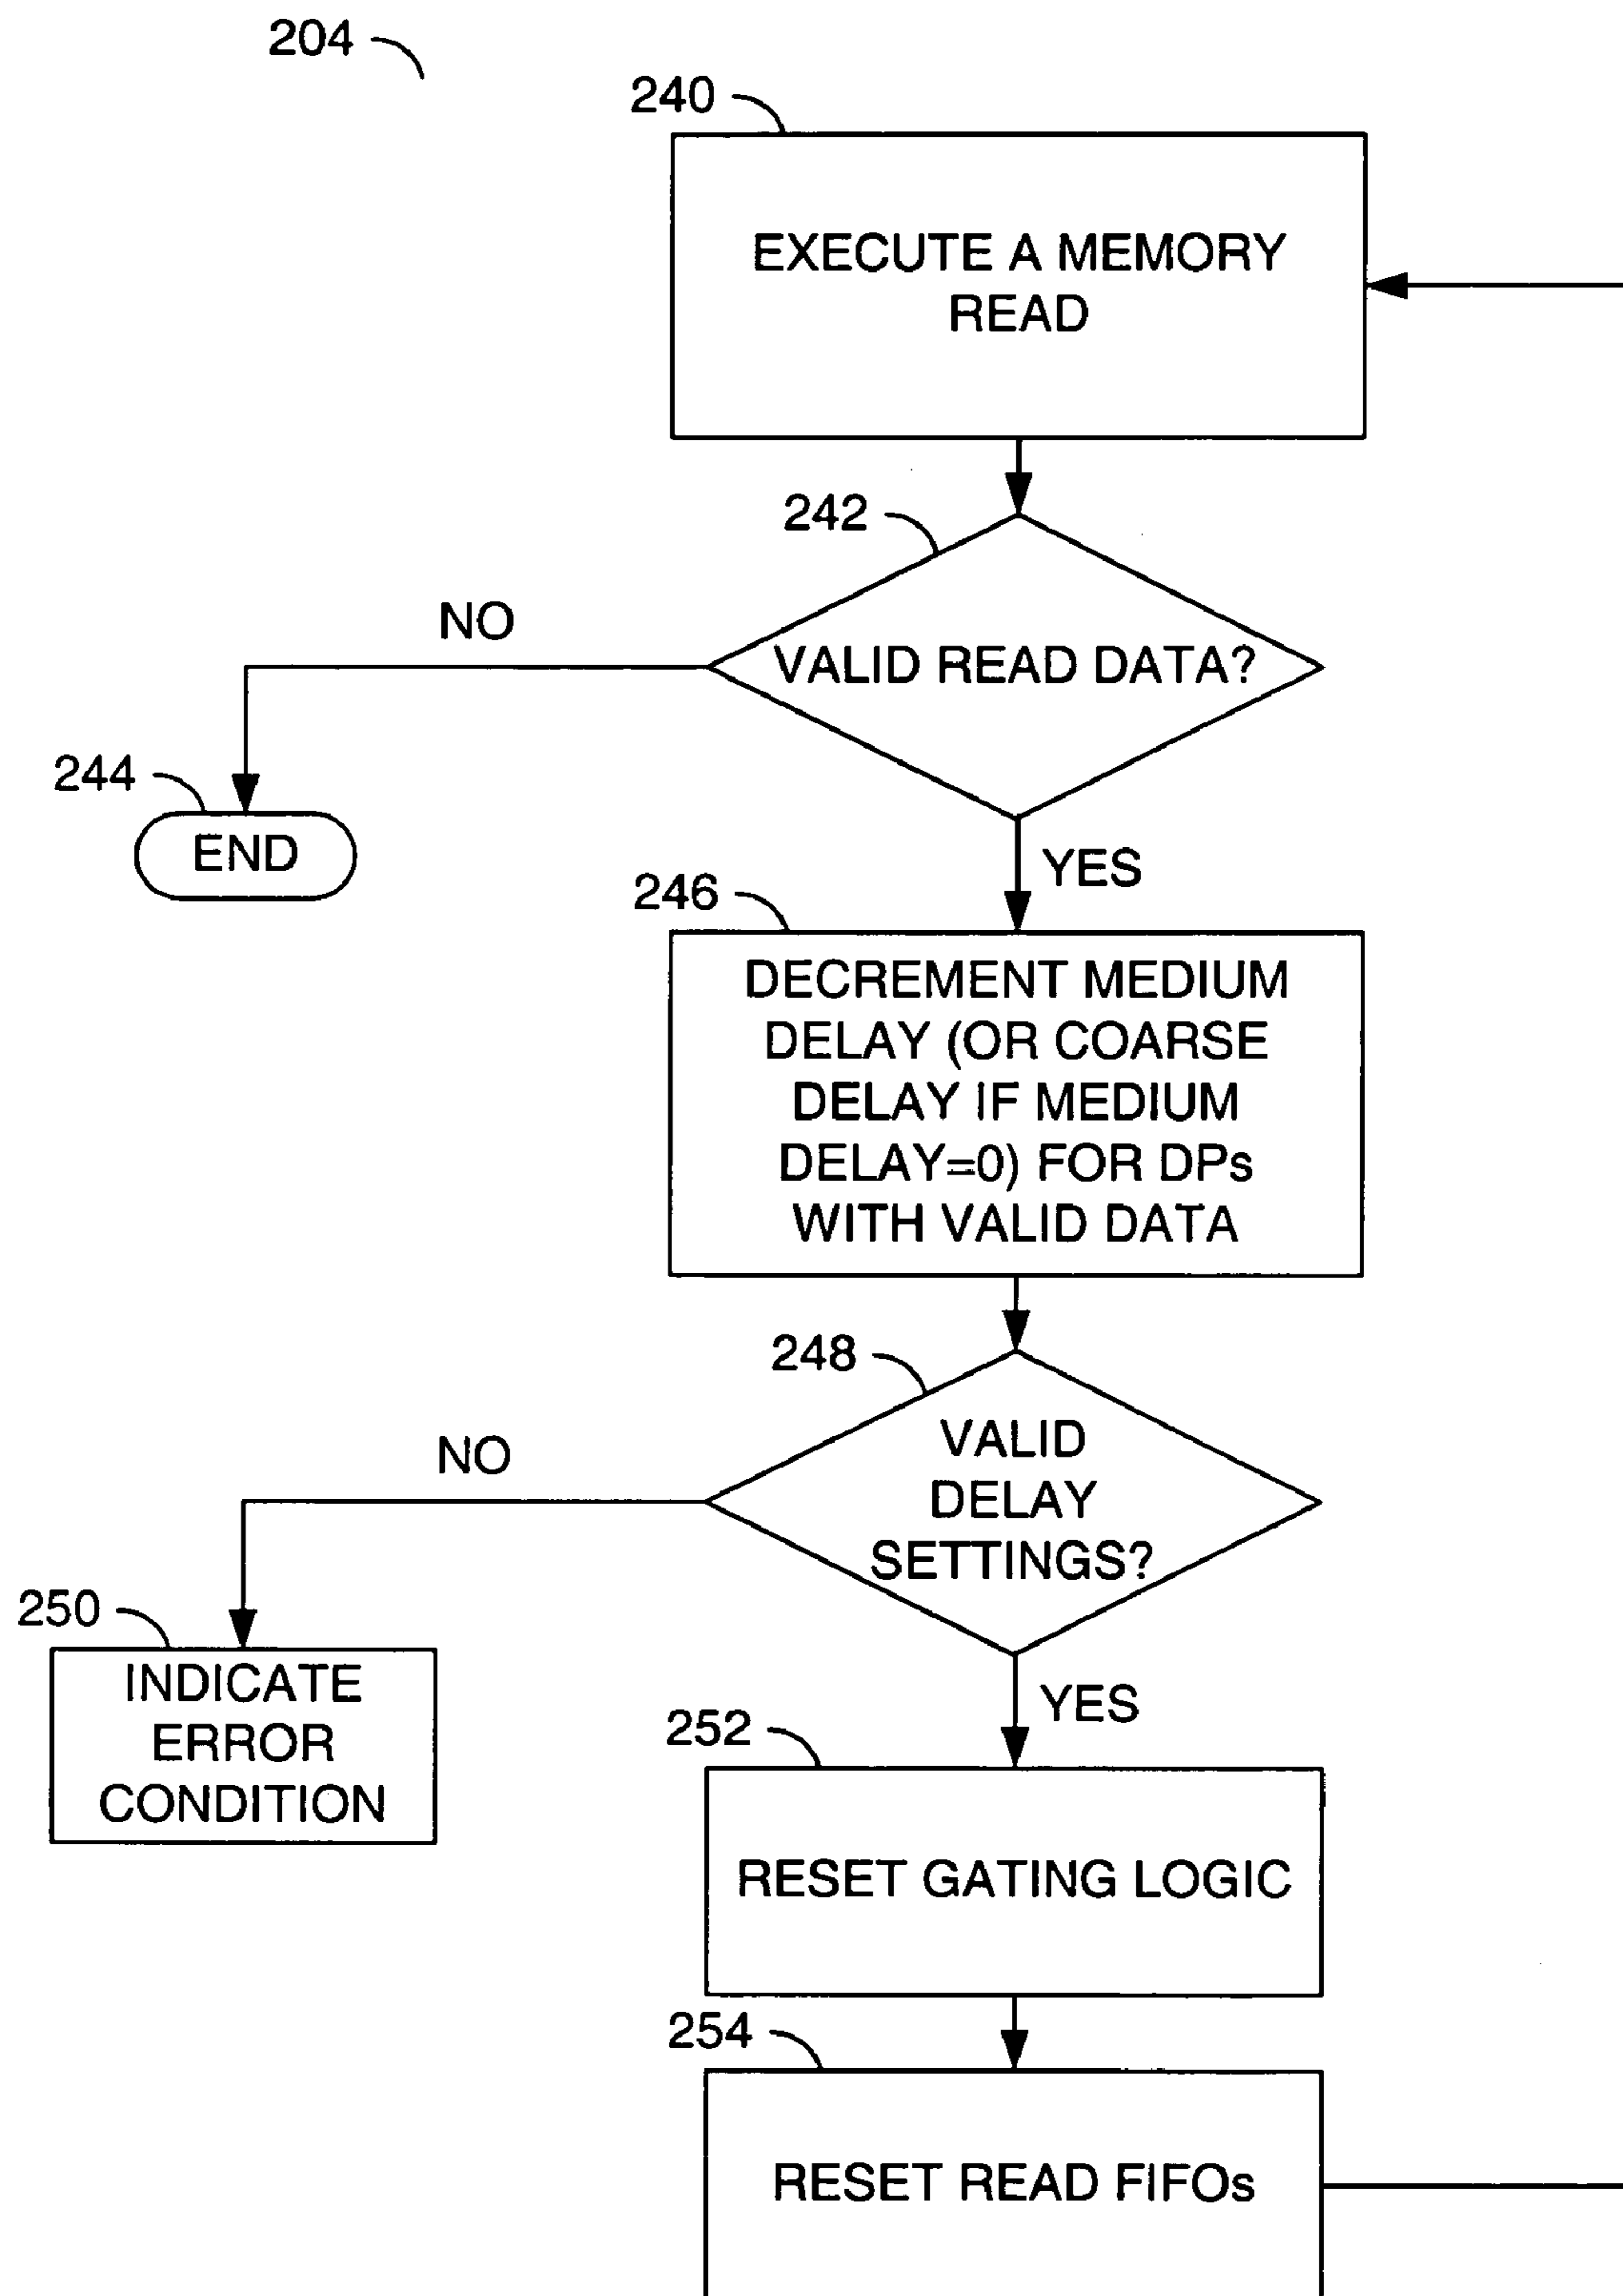 204
240
EXECUTE A MEMORY
READ
242
NO
VALID READ DATA?
244
END
YES
246
DECREMENT MEDIUM
DELAY (OR COARSE
DELAY IF MEDIUM
DELAY=0) FOR DPs
WITH VALID DATA
248
NO
VALID
DELAY
SETTINGS?
250
INDICATE
ERROR
CONDITION
YES
252
RESET GATING LOGIC
254
RESET READ FIFOs